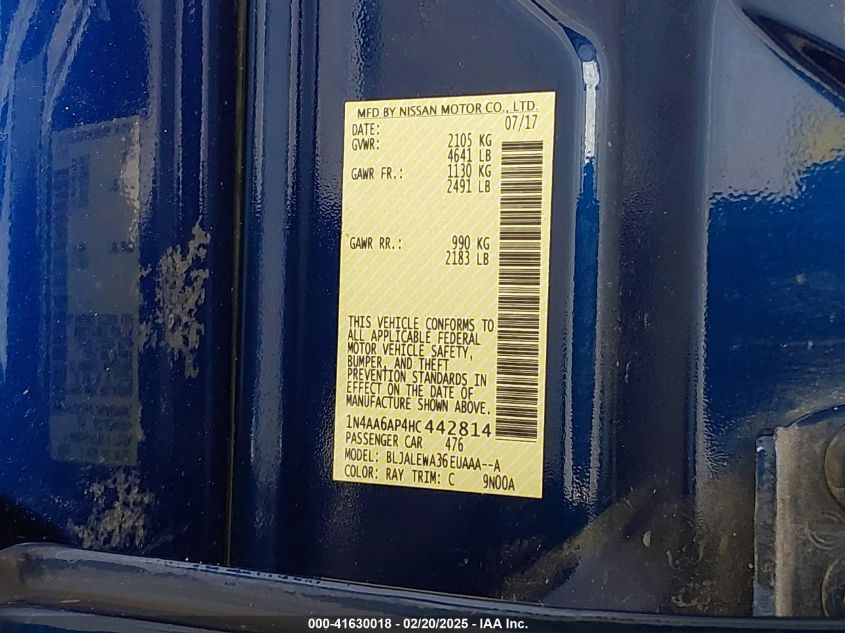 MFD BY NISSAN MOTOR CO., LTD.
DATE: 07/17
GVWR: 2105 KG
4641 LB
GAWR FR.: 1130 KG
2491 LB
GAWR RR.: 990 KG
2183 LB
THIS VEHICLE CONFORMS TO
ALL APPLICABLE FEDERAL
MOTOR VEHICLE SAFETY,
BUMPER, AND THEFT
PREVENTION STANDARDS IN
EFFECT ON THE DATE OF
MANUFACTURE SHOWN ABOVE,
1N4AA6AP4HC442814
PASSENGER CAR 476
MODEL: BLJALEWA36EUAAA--A
COLOR: RAY TRIM: C 9N00A
000-41630018 - 02/20/2025 - IAA Inc.